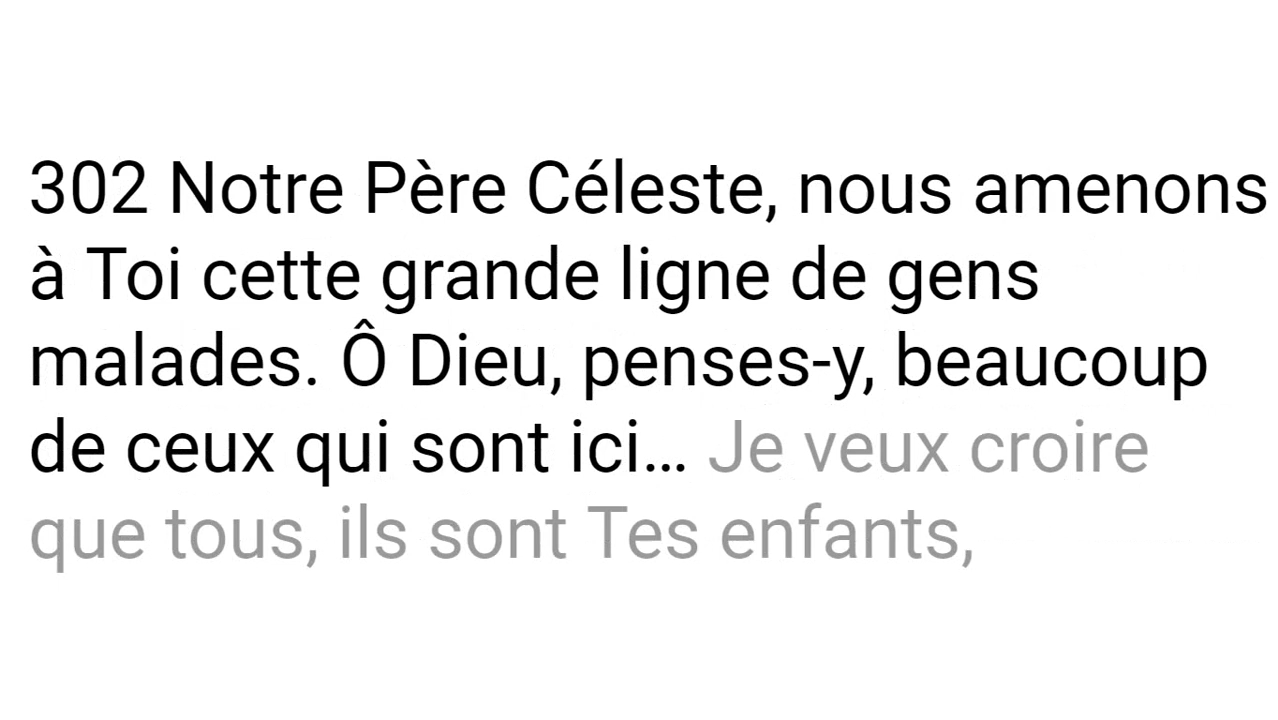 302 Notre Père Céleste, nous amenons
à Toi cette grande ligne de gens
malades. Ô Dieu, penses-y, beaucoup
de ceux qui sont ici… Je veux croire
que tous, ils sont Tes enfants,